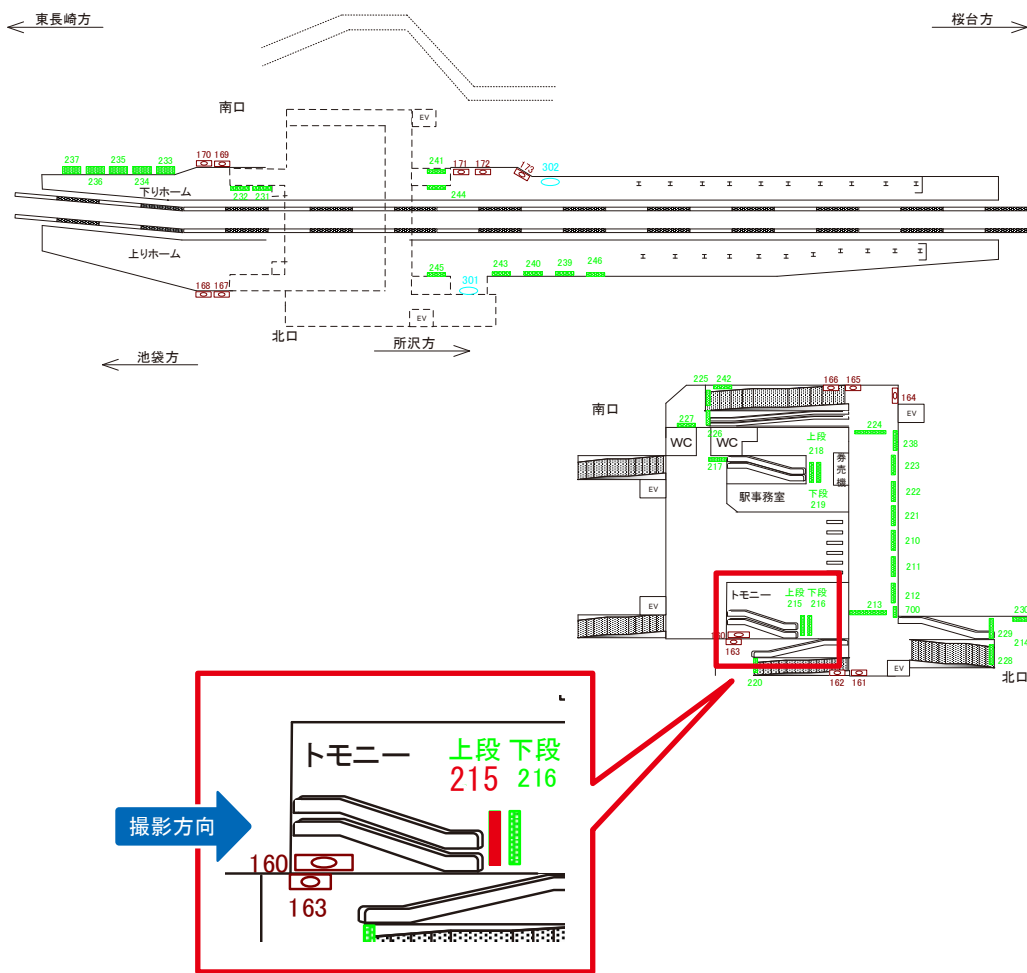 東長崎方
桜台方
南口
EV
237
235
233
170
169
241
171
172
173
302
236
234
下りホーム
232
231
244
上りホーム
245
243
240
239
246
301
168
167
EV
北口
所沢方
池袋方
南口
225
242
166
165
164
EV
227
226
224
WC
WC
上段
218
238
217
券売機
223
EV
駅事務室
下段
219
222
221
210
211
トモニー
上段 下段
215 216
212
EV
213
700
230
160
163
229
214
228
EV
北口
220
162
161
トモニー
上段 下段
215 216
撮影方向
160
163